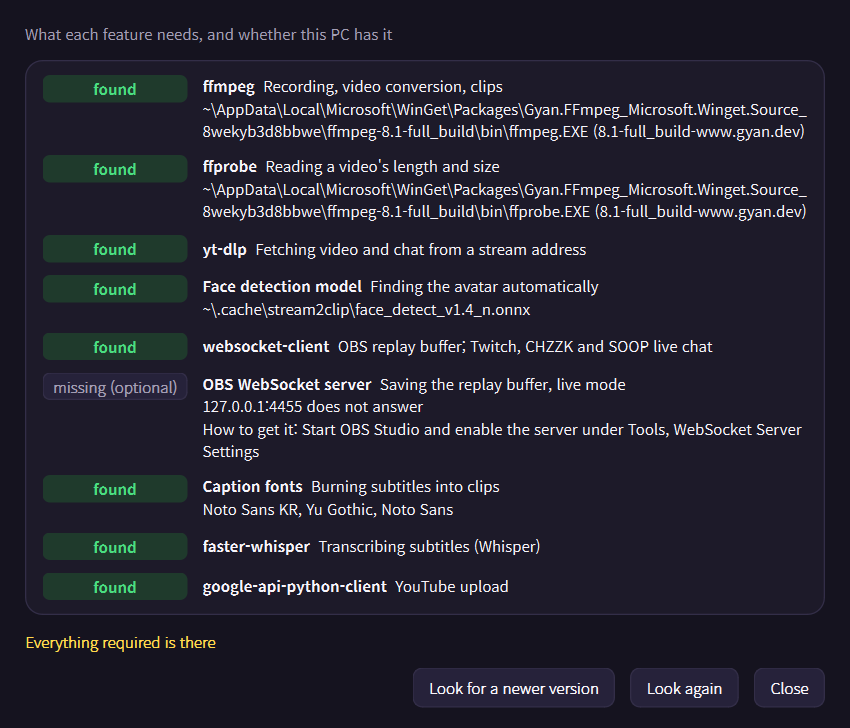 What each feature needs, and whether this PC has it
found
ffmpeg Recording, video conversion, clips
~\AppData\Local\Microsoft\WinGet\Packages\Gyan.FFmpeg_Microsoft.Winget.Source_
8wekyb3d8bbwe\ffmpeg-8.1-full_build\bin\ffmpeg.EXE (8.1-full_build-www.gyan.dev)
found
ffprobe Reading a video's length and size
~\AppData\Local\Microsoft\WinGet\Packages\Gyan.FFmpeg_Microsoft.Winget.Source_
8wekyb3d8bbwe\ffmpeg-8.1-full_build\bin\ffprobe.EXE (8.1-full_build-www.gyan.dev)
found
yt-dlp Fetching video and chat from a stream address
found
Face detection model Finding the avatar automatically
~\.cache\stream2clip\face_detect_v1.4_n.onnx
found
websocket-client OBS replay buffer; Twitch, CHZZK and SOOP live chat
missing (optional)
OBS WebSocket server Saving the replay buffer, live mode
127.0.0.1:4455 does not answer
How to get it: Start OBS Studio and enable the server under Tools, WebSocket Server
Settings
found
Caption fonts Burning subtitles into clips
Noto Sans KR, Yu Gothic, Noto Sans
found
faster-whisper Transcribing subtitles (Whisper)
found
google-api-python-client YouTube upload
Everything required is there
Look for a newer version
Look again
Close